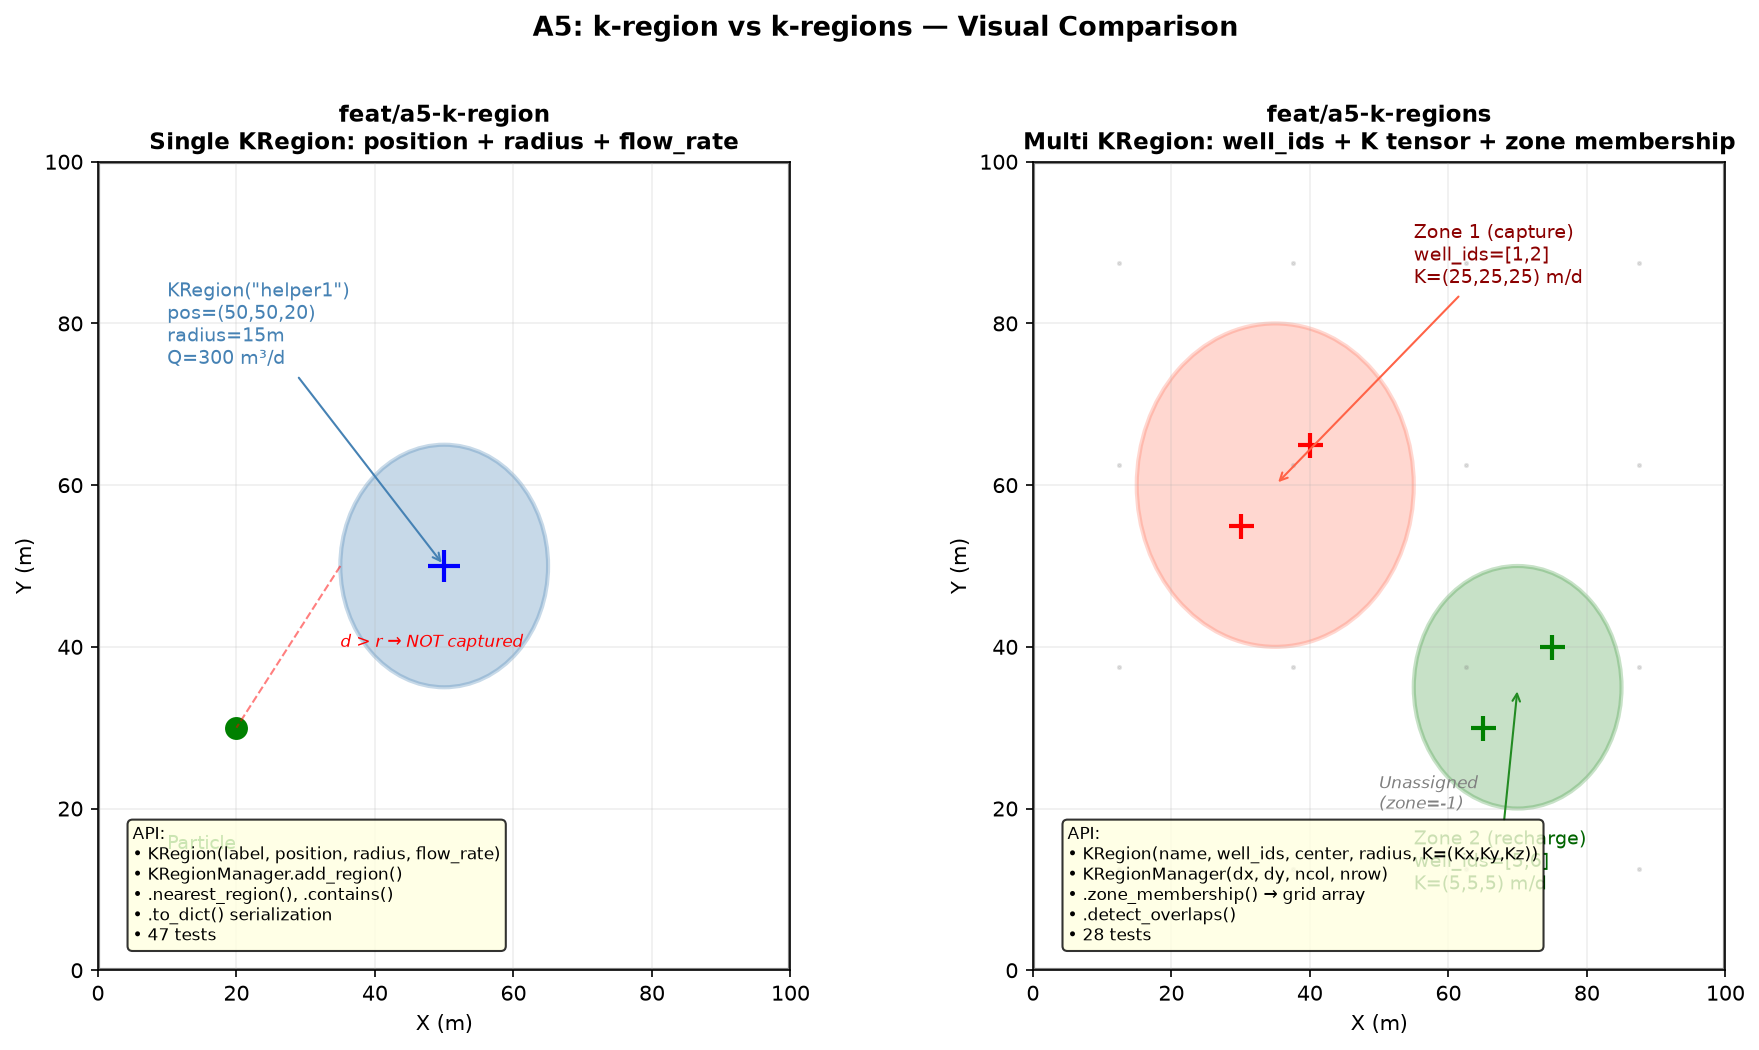 A5: k-region vs k-regions — Visual Comparison
feat/a5-k-region
Single KRegion: position + radius + flow_rate
100
80
60
40
20
0
Y (m)
KRegion("helper1")
pos=(50,50,20)
radius=15m
Q=300 m³/d
d > r → NOT captured
Particle
API:
• KRegion(label, position, radius, flow_rate)
• KRegionManager.add_region()
• .nearest_region(), .contains()
• .to_dict() serialization
• 47 tests
0
20
40
60
80
100
X (m)
feat/a5-k-regions
Multi KRegion: well_ids + K tensor + zone membership
100
80
60
40
20
0
Y (m)
Zone 1 (capture)
well_ids=[1,2]
K=(25,25,25) m/d
Unassigned
(zone=-1)
Zone 2 (recharge)
K=(5,5,5) m/d
API:
• KRegion(name, well_ids, center, radius, K=(Kx,Ky,Kz))
• KRegionManager(dx, dy, ncol, nrow)
• .zone_membership() → grid array
• .detect_overlaps()
• 28 tests
0
20
40
60
80
100
X (m)